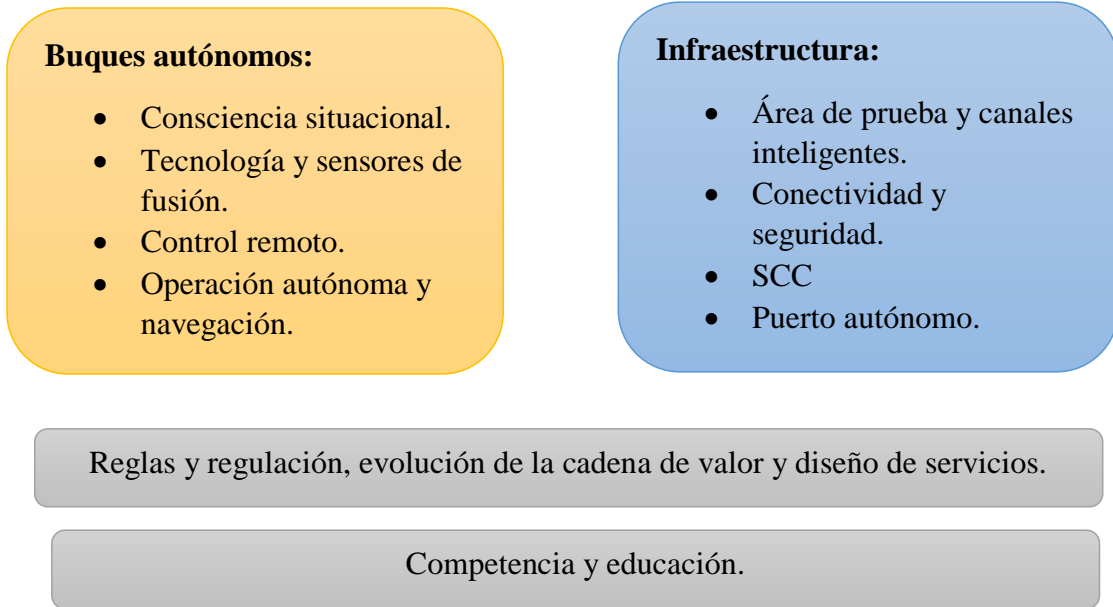 Buques autónomos:
• Consciencia situacional.
• Tecnología y sensores de
fusión.
• Control remoto.
• Operación autónoma y
navegación.
Infraestructura:
• Área de prueba y canales
inteligentes.
• Conectividad y
seguridad.
• SCC
• Puerto autónomo.
Reglas y regulación, evolución de la cadena de valor y diseño de servicios.
Competencia y educación.